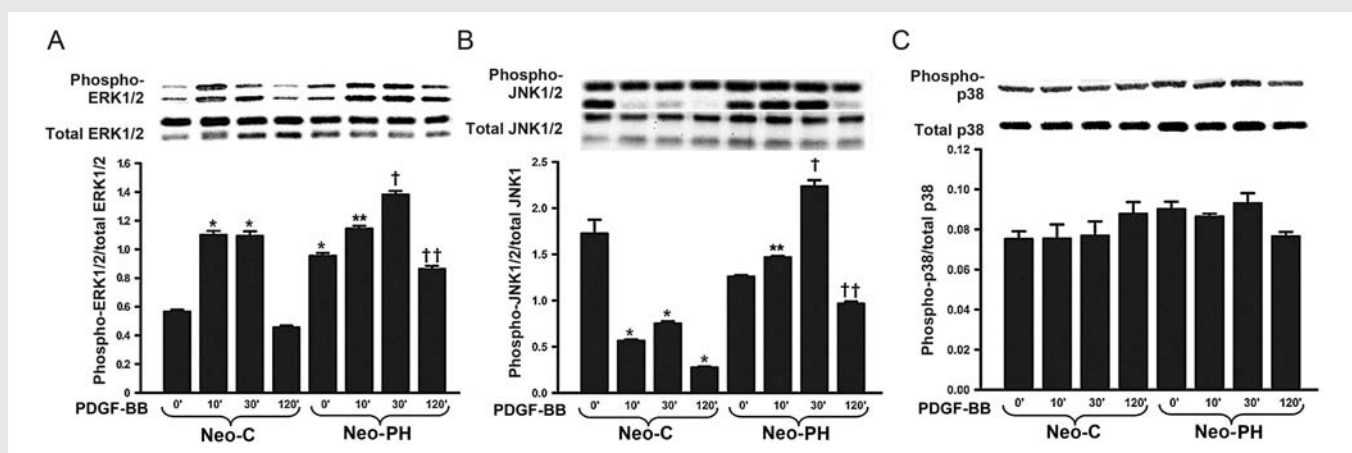 A
Phospho-
ERK1/2
Total ERK1/2
Phospho-ERK1/2/total ERK1/2
1.6
1.4
1.2
1.0
0.8
0.6
0.4
0.2
0
* * * ** † ††
PDGF-BB 0' 10' 30' 120' 0' 10' 30' 120'
Neo-C Neo-PH
B
Phospho-
JNK1/2
Total JNK1/2
Phospho-JNK1/2/total JNK1
2.5
2.0
1.5
1.0
0.5
0.0
* * * ** † ††
PDGF-BB 0' 10' 30' 120' 0' 10' 30' 120'
Neo-C Neo-PH
C
Phospho-
p38
Total p38
Phospho-p38/total p38
0.12
0.10
0.08
0.06
0.04
0.02
0.00
PDGF-BB 0' 10' 30' 120' 0' 10' 30' 120'
Neo-C Neo-PH